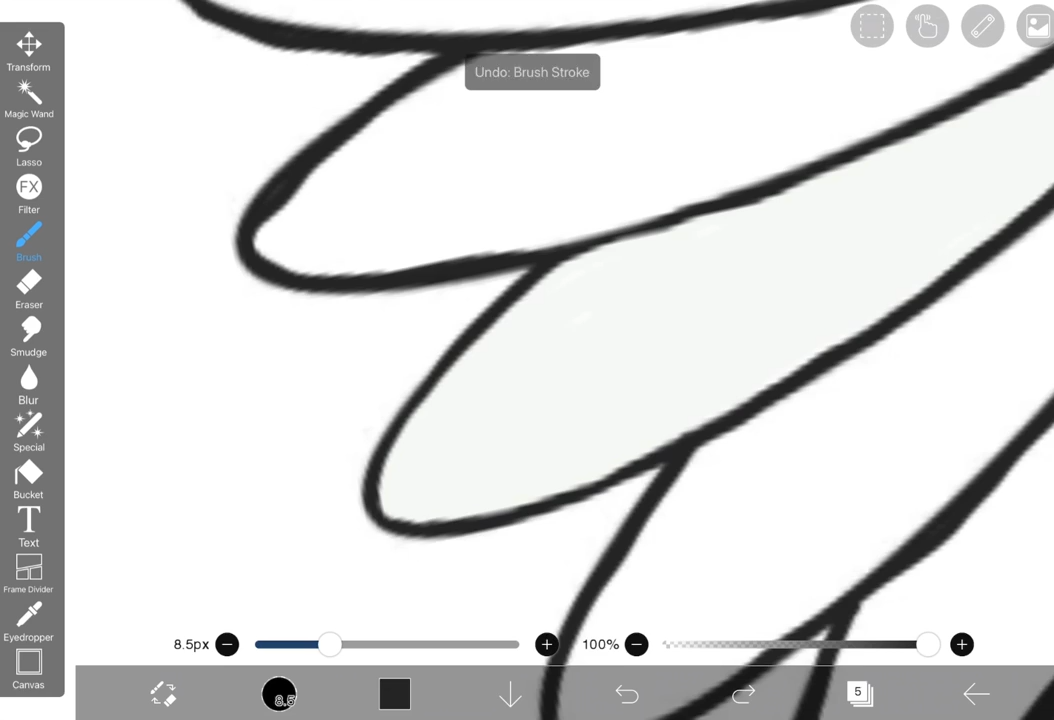 Transform
Magic Wand
Lasso
FX
Filter
Brush
Eraser
Smudge
Blur
Special
Bucket
T
Text
Frame Divider
Eyedropper
Canvas
Undo: Brush Stroke
8.5px
100%
8.5
5